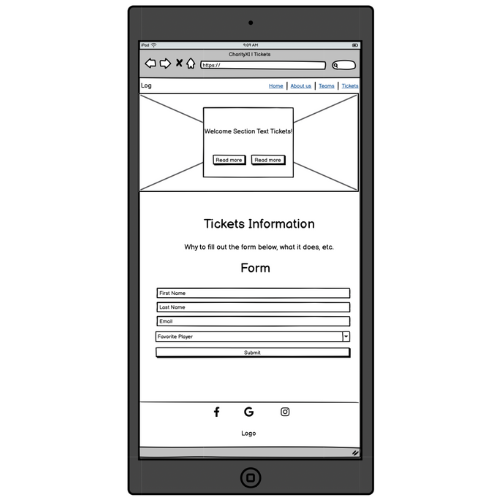 iPad
9:09 AM
CharityXI | Tickets
https://
Log
Home | About us | Teams | Tickets
Welcome Section Text Tickets!
Read more Read more
Tickets Information
Why to fill out the form below, what it does, etc.
Form
First Name
Last Name
Email
Favorite Player
Submit
Logo